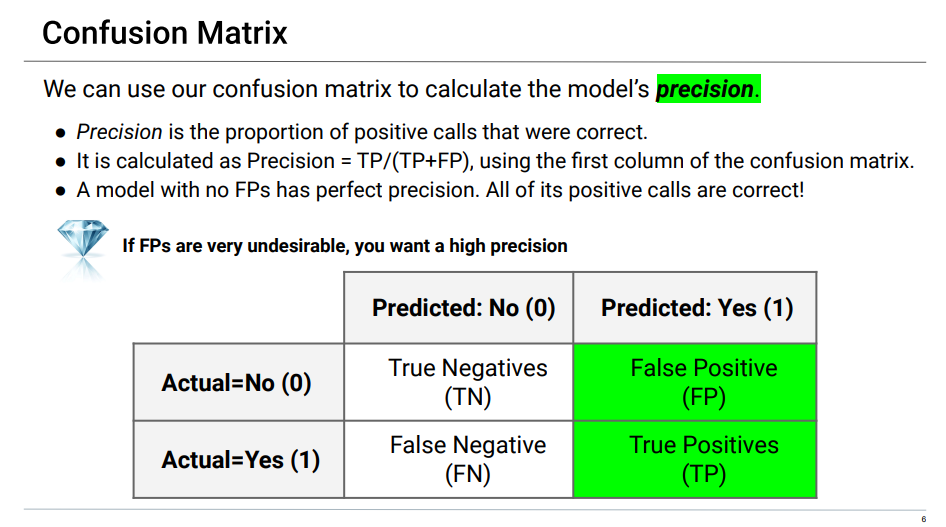 Confusion Matrix
We can use our confusion matrix to calculate the model’s precision.
● Precision is the proportion of positive calls that were correct.
● It is calculated as Precision = TP/(TP+FP), using the first column of the confusion matrix.
● A model with no FPs has perfect precision. All of its positive calls are correct!
If FPs are very undesirable, you want a high precision
Predicted: No (0) Predicted: Yes (1)
Actual=No (0)
True Negatives
(TN)
False Positive
(FP)
Actual=Yes (1)
False Negative
(FN)
True Positives
(TP)
6